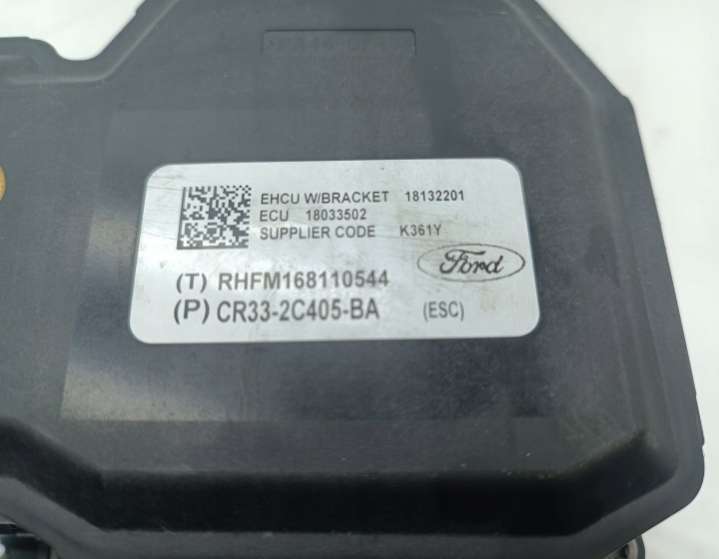 EHCU W/BRACKET 18132201
ECU 18033502
SUPPLIER CODE K361Y
Ford
(T) RHFM168110544
(P) CR33-2C405-BA (ESC)